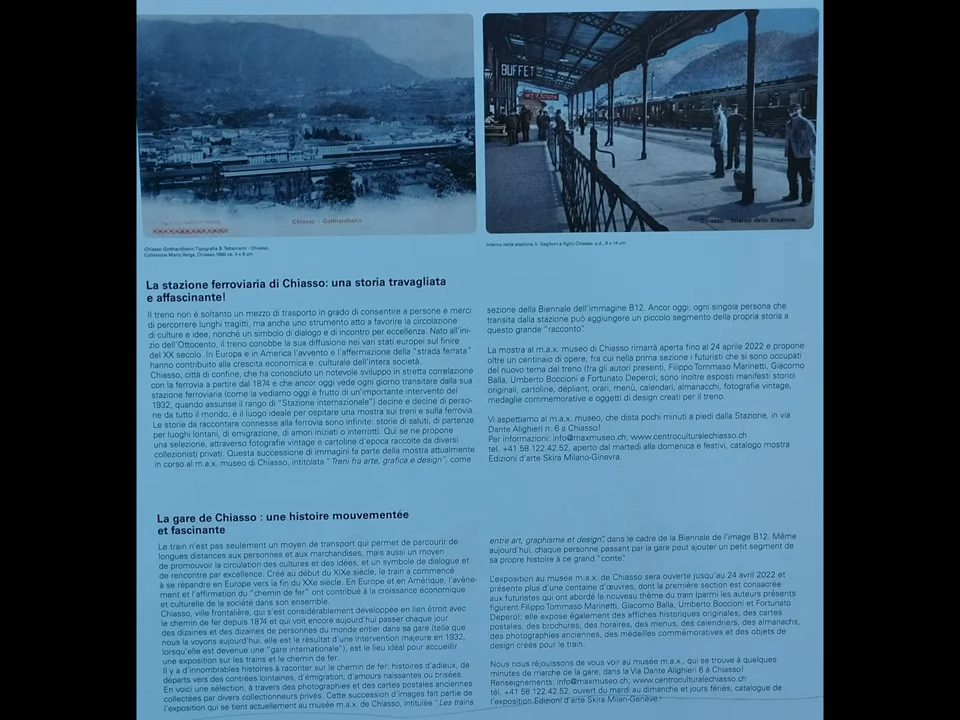 BUFFET
CHIASSO
Chiasso - Gotthardbahn
Chiasso - Interno della Stazione.
Chiasso Gotthardbahn, Tipografia B. Tettamanti - Chiasso,
Collezione Mario Verga, Chiasso, 1890 ca. 4 x 9 cm
Interno della stazione, V. Gaglioni e figlio Chiasso, s.d., 9 x 14 cm
La stazione ferroviaria di Chiasso: una storia travagliata
e affascinante!
Il treno non è soltanto un mezzo di trasporto in grado di consentire a persone e merci
di percorrere lunghi tragitti, ma anche uno strumento atto a favorire la circolazione
di culture e idee, nonché un simbolo di dialogo e di incontro per eccellenza. Nato all'ini-
zio dell'Ottocento, il treno conobbe la sua diffusione nei vari stati europei sul finire
del XX secolo. In Europa e in America l'avvento e l'affermazione della "strada ferrata"
hanno contribuito alla crescita economica e culturale dell'intera società.
Chiasso, città di confine, che ha conosciuto un notevole sviluppo in stretta correlazione
con la ferrovia a partire dal 1874 e che ancor oggi vede ogni giorno transitare dalla sua
stazione ferroviaria (come la vediamo oggi è frutto di un'importante intervento del
1932, quando assunse il rango di "Stazione internazionale") decine e decine di perso-
ne da tutto il mondo, è il luogo ideale per ospitare una mostra sui treni e sulla ferrovia.
Le storie da raccontare connesse alla ferrovia sono infinite: storie di saluti, di partenze
per luoghi lontani, di emigrazione, di amori iniziati o interrotti. Qui se ne propone
una selezione, attraverso fotografie vintage e cartoline d'epoca raccolte da diversi
collezionisti privati. Questa successione di immagini fa parte della mostra attualmente
in corso al m.a.x. museo di Chiasso, intitolata "Treni fra arte, grafica e design", come
sezione della Biennale dell'immagine B12. Ancor oggi, ogni singola persona che
transita dalla stazione può aggiungere un piccolo segmento della propria storia a
questo grande "racconto".
La mostra al m.a.x. museo di Chiasso rimarrà aperta fino al 24 aprile 2022 e propone
oltre un centinaio di opere, fra cui nella prima sezione i futuristi che si sono occupati
del nuovo tema del treno (fra gli autori presenti, Filippo Tommaso Marinetti, Giacomo
Balla, Umberto Boccioni e Fortunato Depero); sono inoltre esposti manifesti storici
originali, cartoline, dépliant, orari, menù, calendari, almanacchi, fotografie vintage,
medaglie commemorative e oggetti di design creati per il treno.
Vi aspettiamo al m.a.x. museo, che dista pochi minuti a piedi dalla Stazione, in via
Dante Alighieri n. 6 a Chiasso!
Per informazioni: info@maxmuseo.ch; www.centroculturalechiasso.ch
tel. +41 58 122.42.52, aperto dal martedì alla domenica e festivi, catalogo mostra
Edizioni d'arte Skira Milano-Ginevra.
La gare de Chiasso : une histoire mouvementée
et fascinante
Le train n'est pas seulement un moyen de transport qui permet de parcourir de
longues distances aux personnes et aux marchandises, mais aussi un moyen
de promouvoir la circulation des cultures et des idées, et un symbole de dialogue et
de rencontre par excellence. Créé au début du XIXe siècle, le train a commencé
à se répandre en Europe vers la fin du XXe siècle. En Europe et en Amérique, l'avène-
ment et l'affirmation du "chemin de fer" ont contribué à la croissance économique
et culturelle de la société dans son ensemble.
Chiasso, ville frontalière, qui s'est considérablement développée en lien étroit avec
le chemin de fer depuis 1874 et qui voit encore aujourd'hui passer chaque jour
des dizaines et des dizaines de personnes du monde entier dans sa gare (telle que
nous la voyons aujourd'hui, elle est le résultat d'une intervention majeure en 1932,
lorsqu'elle est devenue une "gare internationale"), est le lieu idéal pour accueillir
une exposition sur les trains et le chemin de fer.
Il y a d'innombrables histoires à raconter sur le chemin de fer; histoires d'adieux, de
départs vers des contrées lointaines, d'émigration, d'amours naissantes ou brisées.
En voici une sélection, à travers des photographies et des cartes postales anciennes
collectées par divers collectionneurs privés. Cette succession d'images fait partie de
l'exposition qui se tient actuellement au musée m.a.x. de Chiasso, intitulée "Les trains
entre art, graphisme et design", dans le cadre de la Biennale de l'image B12. Même
aujourd'hui, chaque personne passant par la gare peut ajouter un petit segment de
sa propre histoire à ce grand "conte".
L'exposition au musée m.a.x. de Chiasso sera ouverte jusqu'au 24 avril 2022 et
présente plus d'une centaine d'œuvres, dont la première section est consacrée
aux futuristes qui ont abordé le nouveau thème du train (parmi les auteurs présents
figurent Filippo Tommaso Marinetti, Giacomo Balla, Umberto Boccioni et Fortunato
Depero); elle expose également des affiches historiques originales, des cartes
postales, des brochures, des horaires, des menus, des calendriers, des almanachs,
des photographies anciennes, des médailles commémoratives et des objets de
design créés pour le train.
Nous nous réjouissons de vous voir au musée m.a.x., qui se trouve à quelques
minutes de marche de la gare, dans la Via Dante Alighieri 6 à Chiasso!
Renseignements: info@maxmuseo.ch; www.centroculturalechiasso.ch
tél. +41 58 122.42.52, ouvert du mardi au dimanche et jours fériés, catalogue de
l'exposition Edizioni d'arte Skira Milan-Genève.